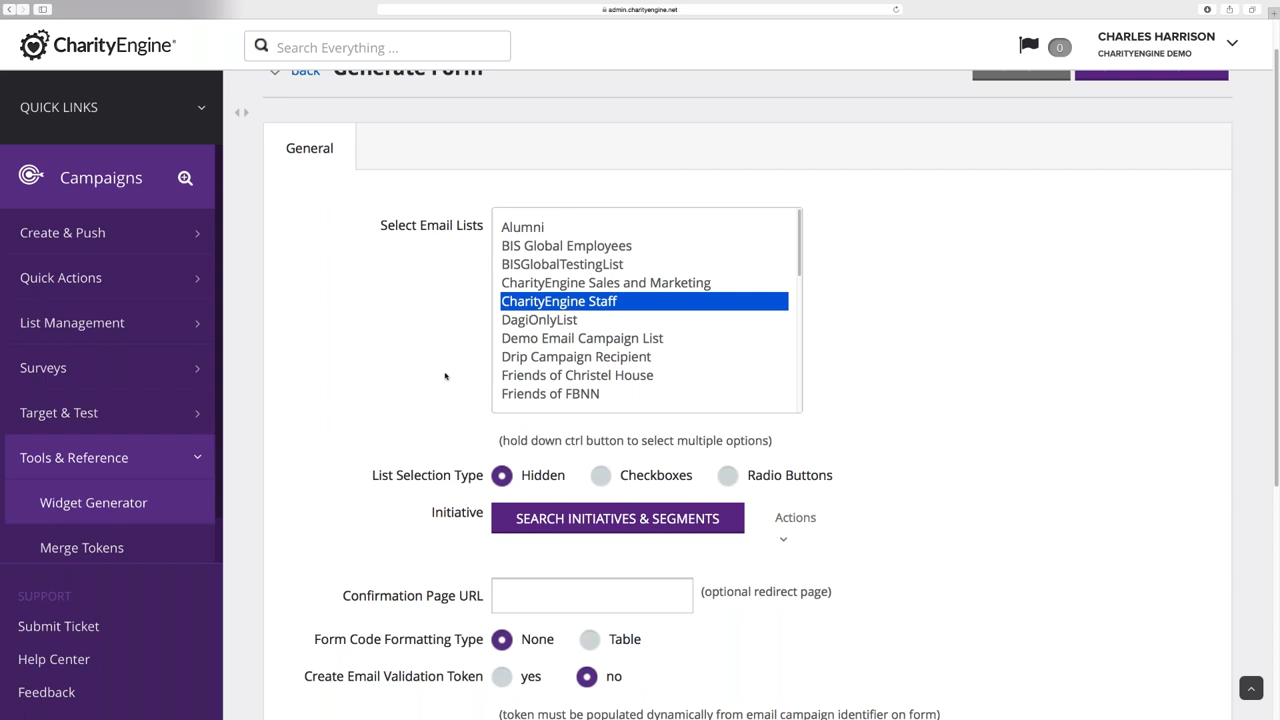 admin.charityengine.net
CharityEngine
Search Everything ...
0
CHARLES HARRISON
CHARITYENGINE DEMO
QUICK LINKS
Back
Generate Form
Campaigns
Create & Push
Quick Actions
List Management
Surveys
Target & Test
Tools & Reference
Widget Generator
Merge Tokens
SUPPORT
Submit Ticket
Help Center
Feedback
General
Select Email Lists
Alumni
BIS Global Employees
BISGlobalTestingList
CharityEngine Sales and Marketing
CharityEngine Staff
DagiOnlyList
Demo Email Campaign List
Drip Campaign Recipient
Friends of Christel House
Friends of FBNN
(hold down ctrl button to select multiple options)
List Selection Type Hidden Checkboxes Radio Buttons
Initiative SEARCH INITIATIVES & SEGMENTS Actions
Confirmation Page URL (optional redirect page)
Form Code Formatting Type None Table
Create Email Validation Token yes no
(token must be populated dynamically from email campaign identifier on form)